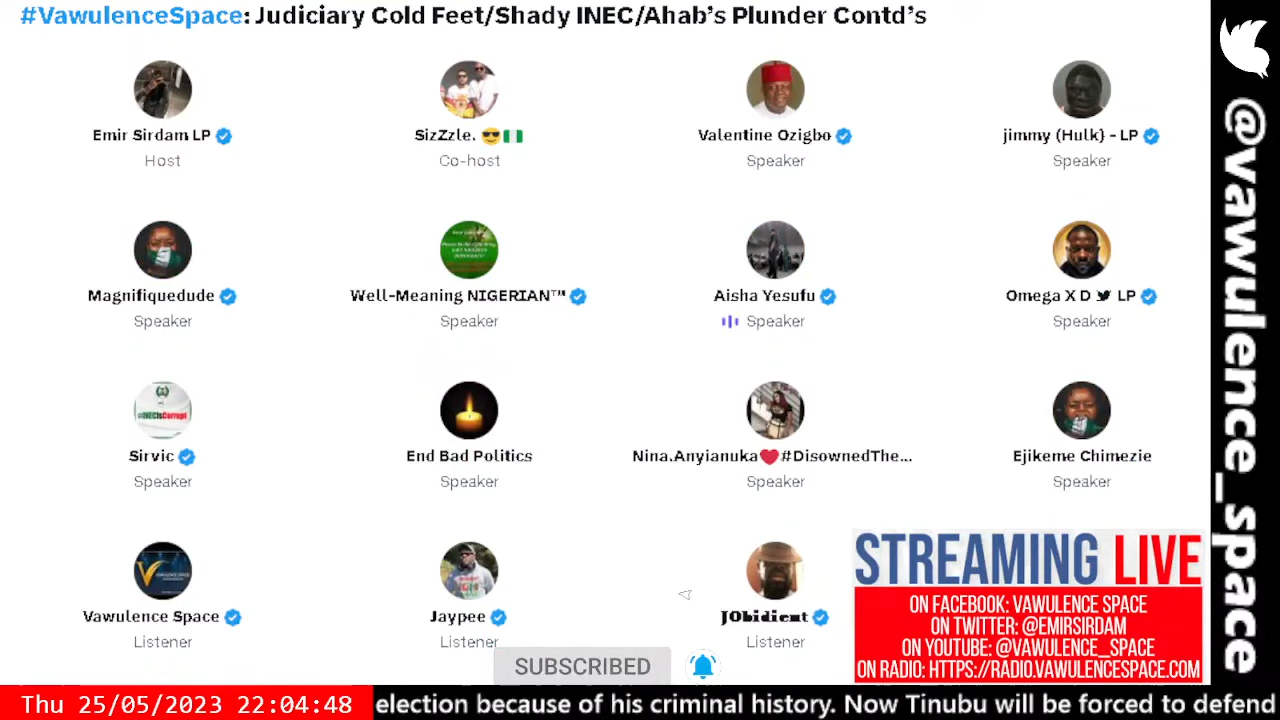 #VawulenceSpace: Judiciary Cold Feet/Shady INEC/Ahab's Plunder Contd's
Emir Sirdam LP
Host
SizZzle. 😎🇳🇬
Co-host
Valentine Ozigbo
Speaker
jimmy (Hulk) - LP
Speaker
Magnifiquedude
Speaker
Well-Meaning NIGERIAN™
Speaker
Aisha Yesufu
Speaker
Omega X D LP
Speaker
#INECIsCorrupt
Sirvic
Speaker
End Bad Politics
Speaker
Nina.Anyianuka❤️#DisownedThe...
Speaker
Ejikeme Chimezie
Speaker
Vawulence Space
Listener
Jaypee
Listener
JObidient
Listener
STREAMING LIVE
ON FACEBOOK: VAWULENCE SPACE
ON TWITTER: @EMIRSIRDAM
ON YOUTUBE: @VAWULENCE_SPACE
ON RADIO: HTTPS://RADIO.VAWULENCESPACE.COM
SUBSCRIBED
@vawulence_space
Thu 25/05/2023 22:04:48
election because of his criminal history. Now Tinubu will be forced to defend